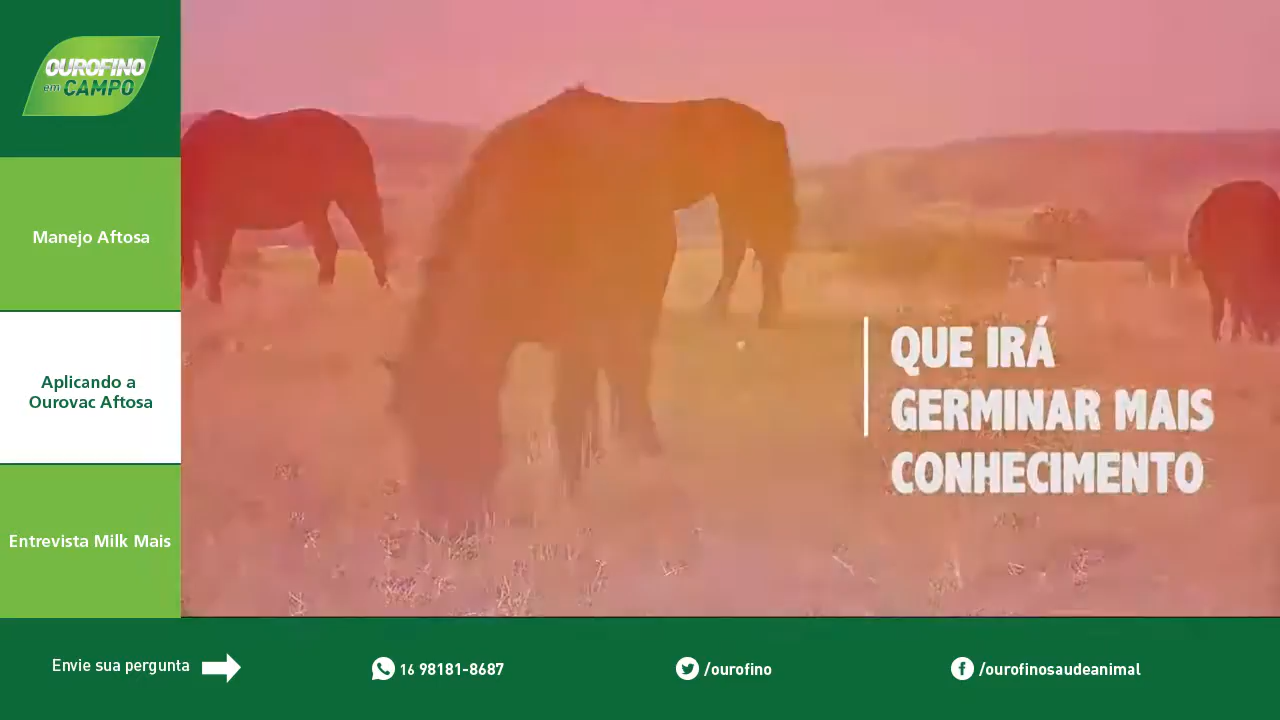 OUROFINO
em CAMPO
Manejo Aftosa
Aplicando a
Ourovac Aftosa
Entrevista Milk Mais
QUE IRÁ
GERMINAR MAIS
CONHECIMENTO
Envie sua pergunta
16 98181-8687
/ourofino
/ourofinosaudeanimal